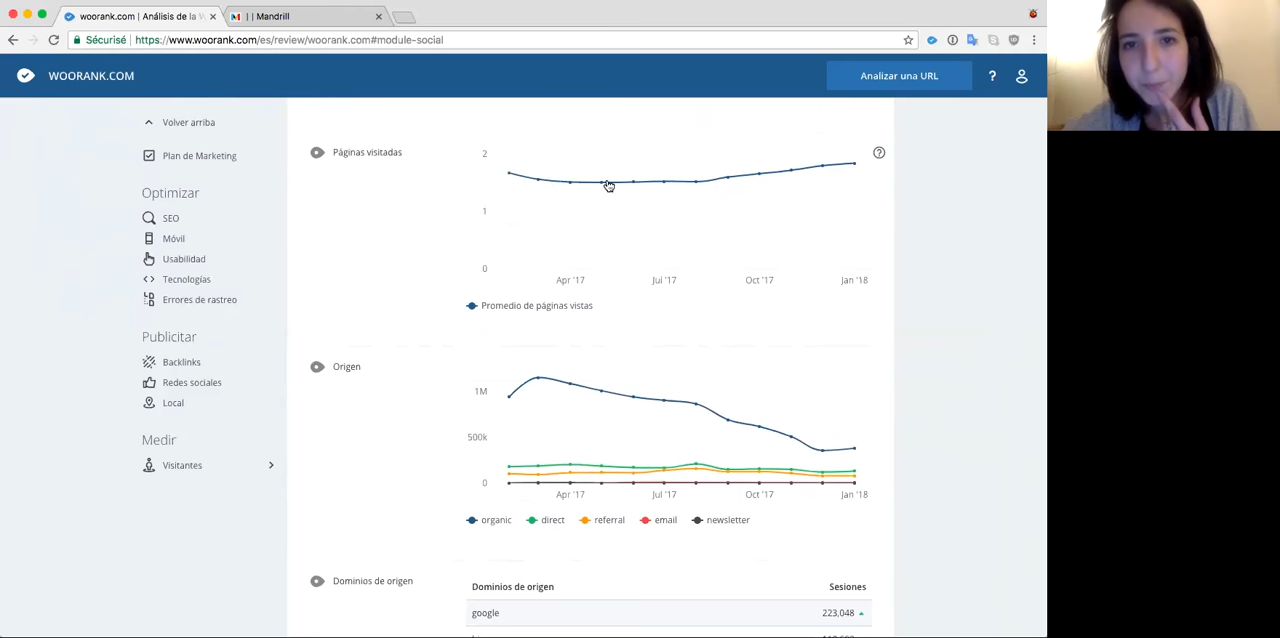 woorank.com | Análisis de la
| | Mandrill
Sécurisé | https://www.woorank.com/es/review/woorank.com#module-social
WOORANK.COM
Analizar una URL
?
Volver arriba
Plan de Marketing
Optimizar
SEO
Móvil
Usabilidad
Tecnologías
Errores de rastreo
Publicitar
Backlinks
Redes sociales
Local
Medir
Visitantes
Páginas visitadas
2
1
0
Apr '17 Jul '17 Oct '17 Jan '18
Promedio de páginas vistas
Origen
1M
500k
0
Apr '17 Jul '17 Oct '17 Jan '18
organic direct referral email newsletter
Dominios de origen
Dominios de origen Sesiones
google 223,048